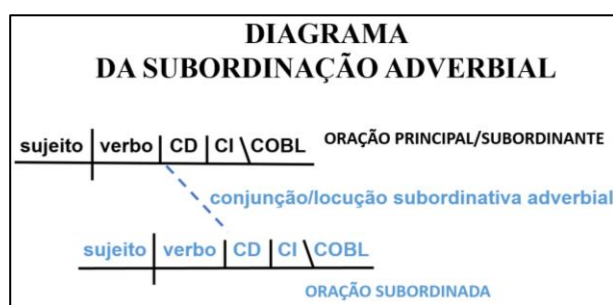 DIAGRAMA
DA SUBORDINAÇÃO ADVERBIAL
sujeito verbo CD CI COBL ORAÇÃO PRINCIPAL/SUBORDINANTE
conjunção/locução subordinativa adverbial
sujeito verbo CD CI COBL
ORAÇÃO SUBORDINADA